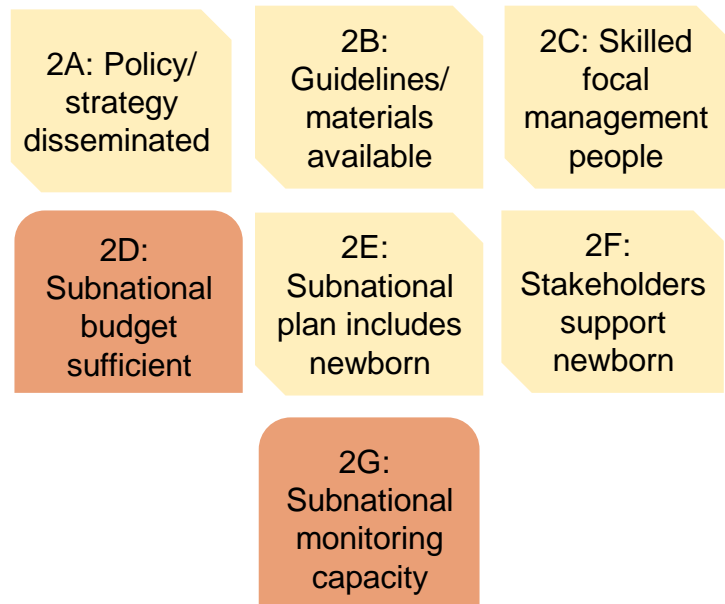 2A: Policy/
strategy
disseminated
2B:
Guidelines/
materials
available
2C: Skilled
focal
management
people
2D:
Subnational
budget
sufficient
2E:
Subnational
plan includes
newborn
2F:
Stakeholders
support
newborn
2G:
Subnational
monitoring
capacity